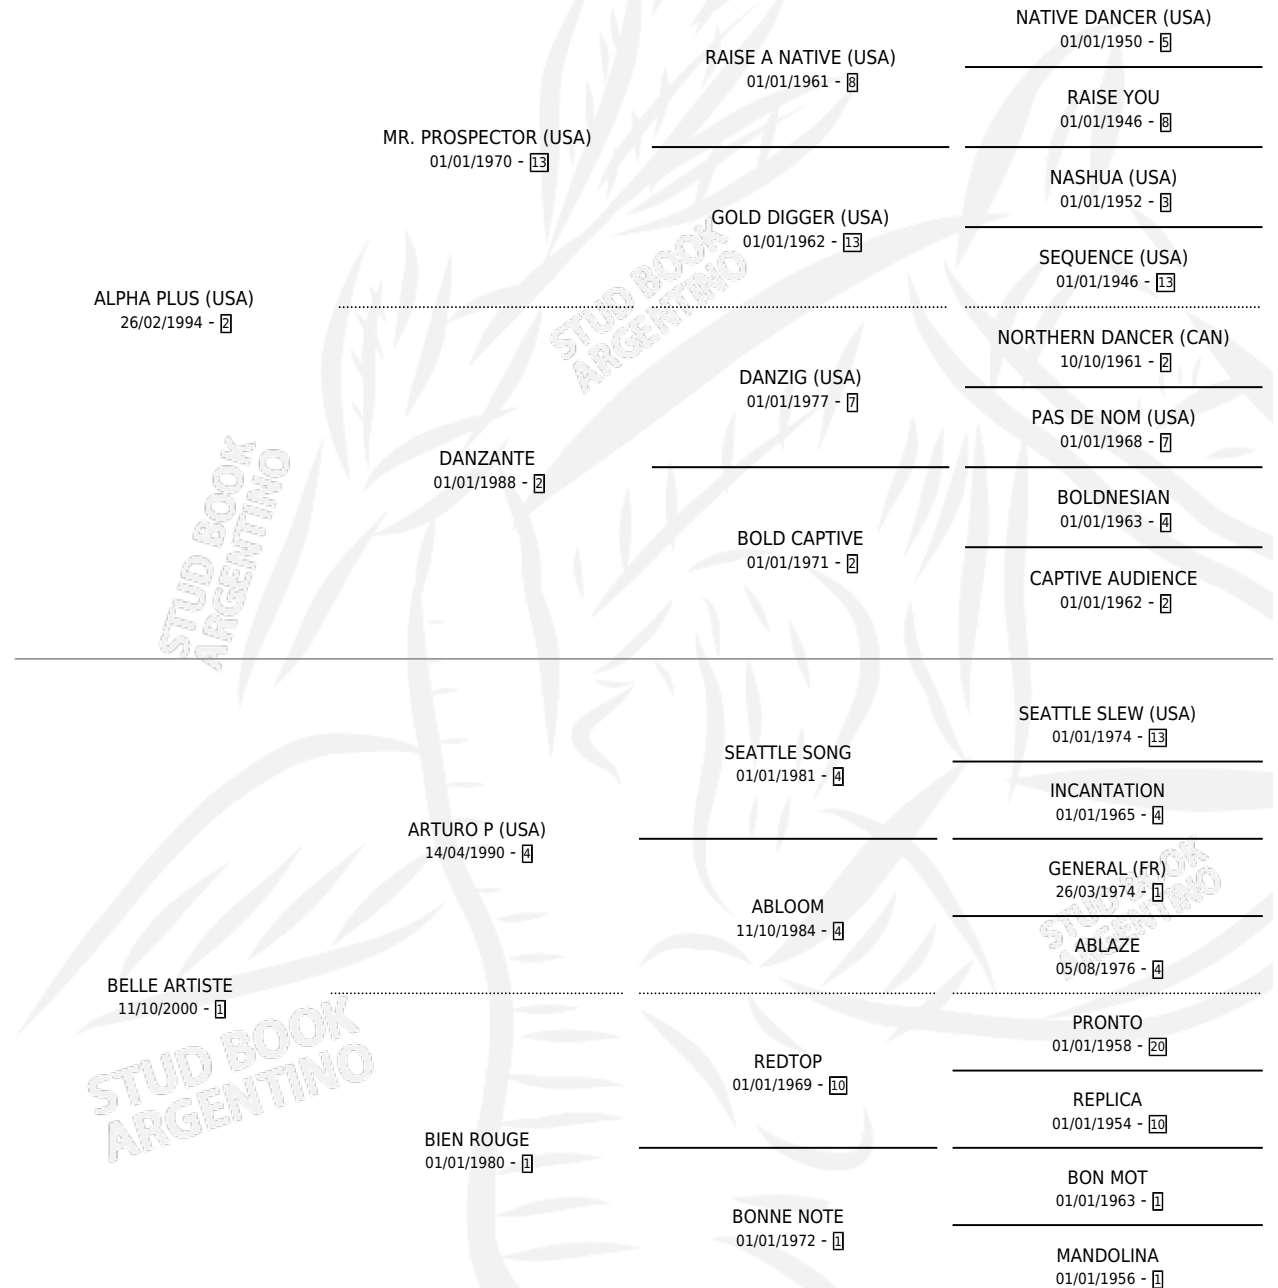 NATIVE DANCER (USA)
01/01/1950 - 5
RAISE A NATIVE (USA)
01/01/1961 - 8
RAISE YOU
01/01/1946 - 8
MR. PROSPECTOR (USA)
01/01/1970 - 13
NASHUA (USA)
01/01/1952 - 3
GOLD DIGGER (USA)
01/01/1962 - 13
SEQUENCE (USA)
01/01/1946 - 13
ALPHA PLUS (USA)
26/02/1994 - 2
NORTHERN DANCER (CAN)
10/10/1961 - 2
DANZIG (USA)
01/01/1977 - 7
PAS DE NOM (USA)
01/01/1968 - 7
DANZANTE
01/01/1988 - 2
BOLDNESIAN
01/01/1963 - 4
BOLD CAPTIVE
01/01/1971 - 2
CAPTIVE AUDIENCE
01/01/1962 - 2
SEATTLE SLEW (USA)
01/01/1974 - 13
SEATTLE SONG
01/01/1981 - 4
INCANTATION
01/01/1965 - 4
ARTURO P (USA)
14/04/1990 - 4
GENERAL (FR)
26/03/1974 - 1
ABLOOM
11/10/1984 - 4
ABLAZE
05/08/1976 - 4
BELLE ARTISTE
11/10/2000 - 1
PRONTO
01/01/1958 - 20
REDTOP
01/01/1969 - 10
REPLICA
01/01/1954 - 10
BIEN ROUGE
01/01/1980 - 1
BON MOT
01/01/1963 - 1
BONNE NOTE
01/01/1972 - 1
MANDOLINA
01/01/1956 - 1
STUD BOOK
ARGENTINO
STUD BOOK
ARGENTINO
STUD BOOK
ARGENTINO
STUD BOOK
ARGENTINO